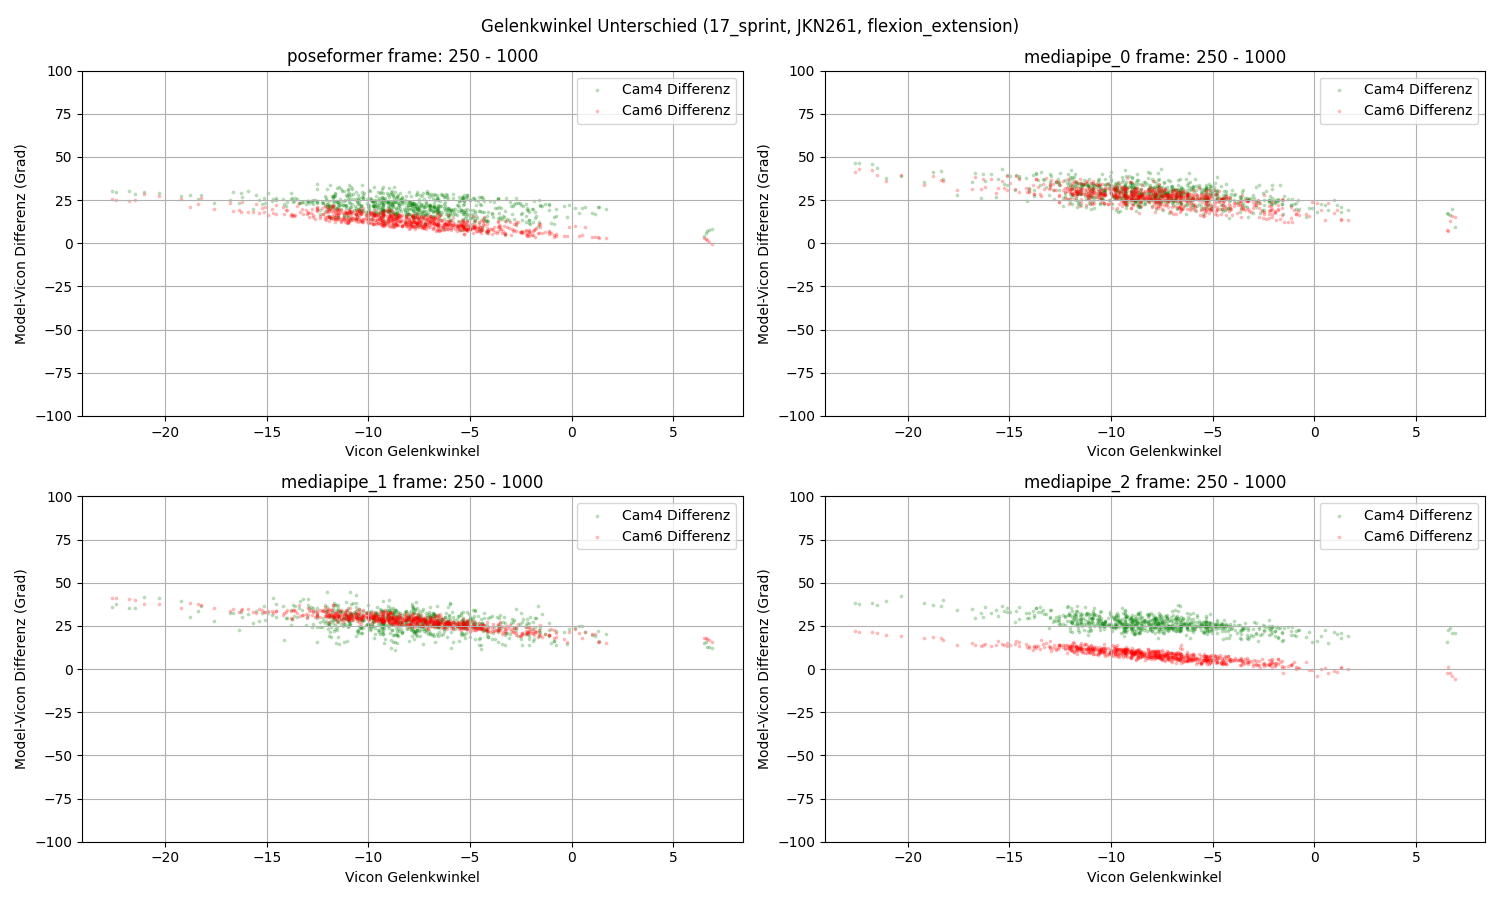 Gelenkwinkel Unterschied (17_sprint, JKN261, flexion_extension)
poseformer frame: 250 - 1000
100
75
50
25
0
−25
−50
−75
−100
Model-Vicon Differenz (Grad)
Cam4 Differenz
Cam6 Differenz
−20 −15 −10 −5 0 5
Vicon Gelenkwinkel
mediapipe_0 frame: 250 - 1000
100
75
50
25
0
−25
−50
−75
−100
Model-Vicon Differenz (Grad)
Cam4 Differenz
Cam6 Differenz
−20 −15 −10 −5 0 5
Vicon Gelenkwinkel
mediapipe_1 frame: 250 - 1000
100
75
50
25
0
−25
−50
−75
−100
Model-Vicon Differenz (Grad)
Cam4 Differenz
Cam6 Differenz
−20 −15 −10 −5 0 5
Vicon Gelenkwinkel
mediapipe_2 frame: 250 - 1000
100
75
50
25
0
−25
−50
−75
−100
Model-Vicon Differenz (Grad)
Cam4 Differenz
Cam6 Differenz
−20 −15 −10 −5 0 5
Vicon Gelenkwinkel